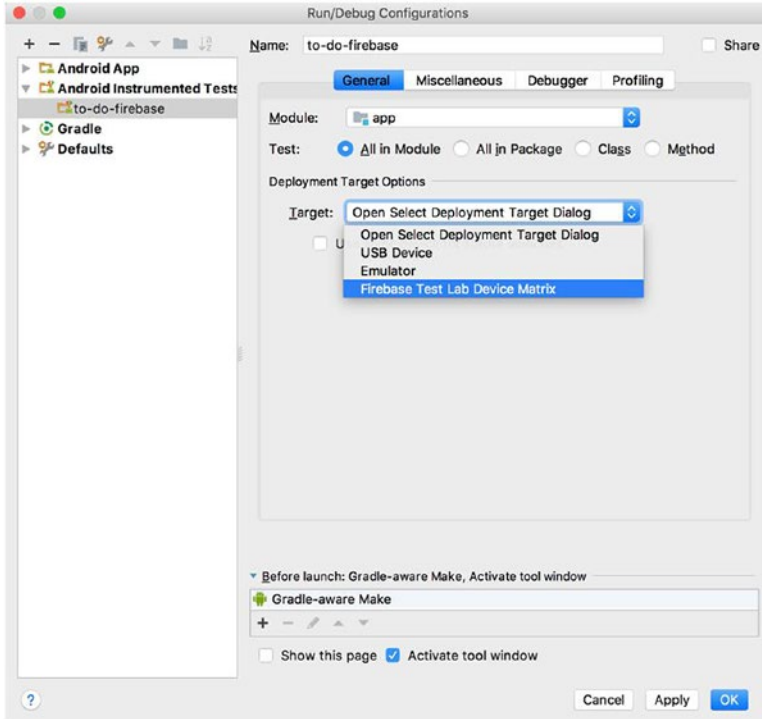 Run/Debug Configurations
Name: to-do-firebase
Share
Android App
Android Instrumented Tests
to-do-firebase
Gradle
Defaults
General Miscellaneous Debugger Profiling
Module: app
Test: All in Module All in Package Class Method
Deployment Target Options
Target: Open Select Deployment Target Dialog
U
Open Select Deployment Target Dialog
USB Device
Emulator
Firebase Test Lab Device Matrix
Before launch: Gradle-aware Make, Activate tool window
Gradle-aware Make
Show this page Activate tool window
? Cancel Apply OK